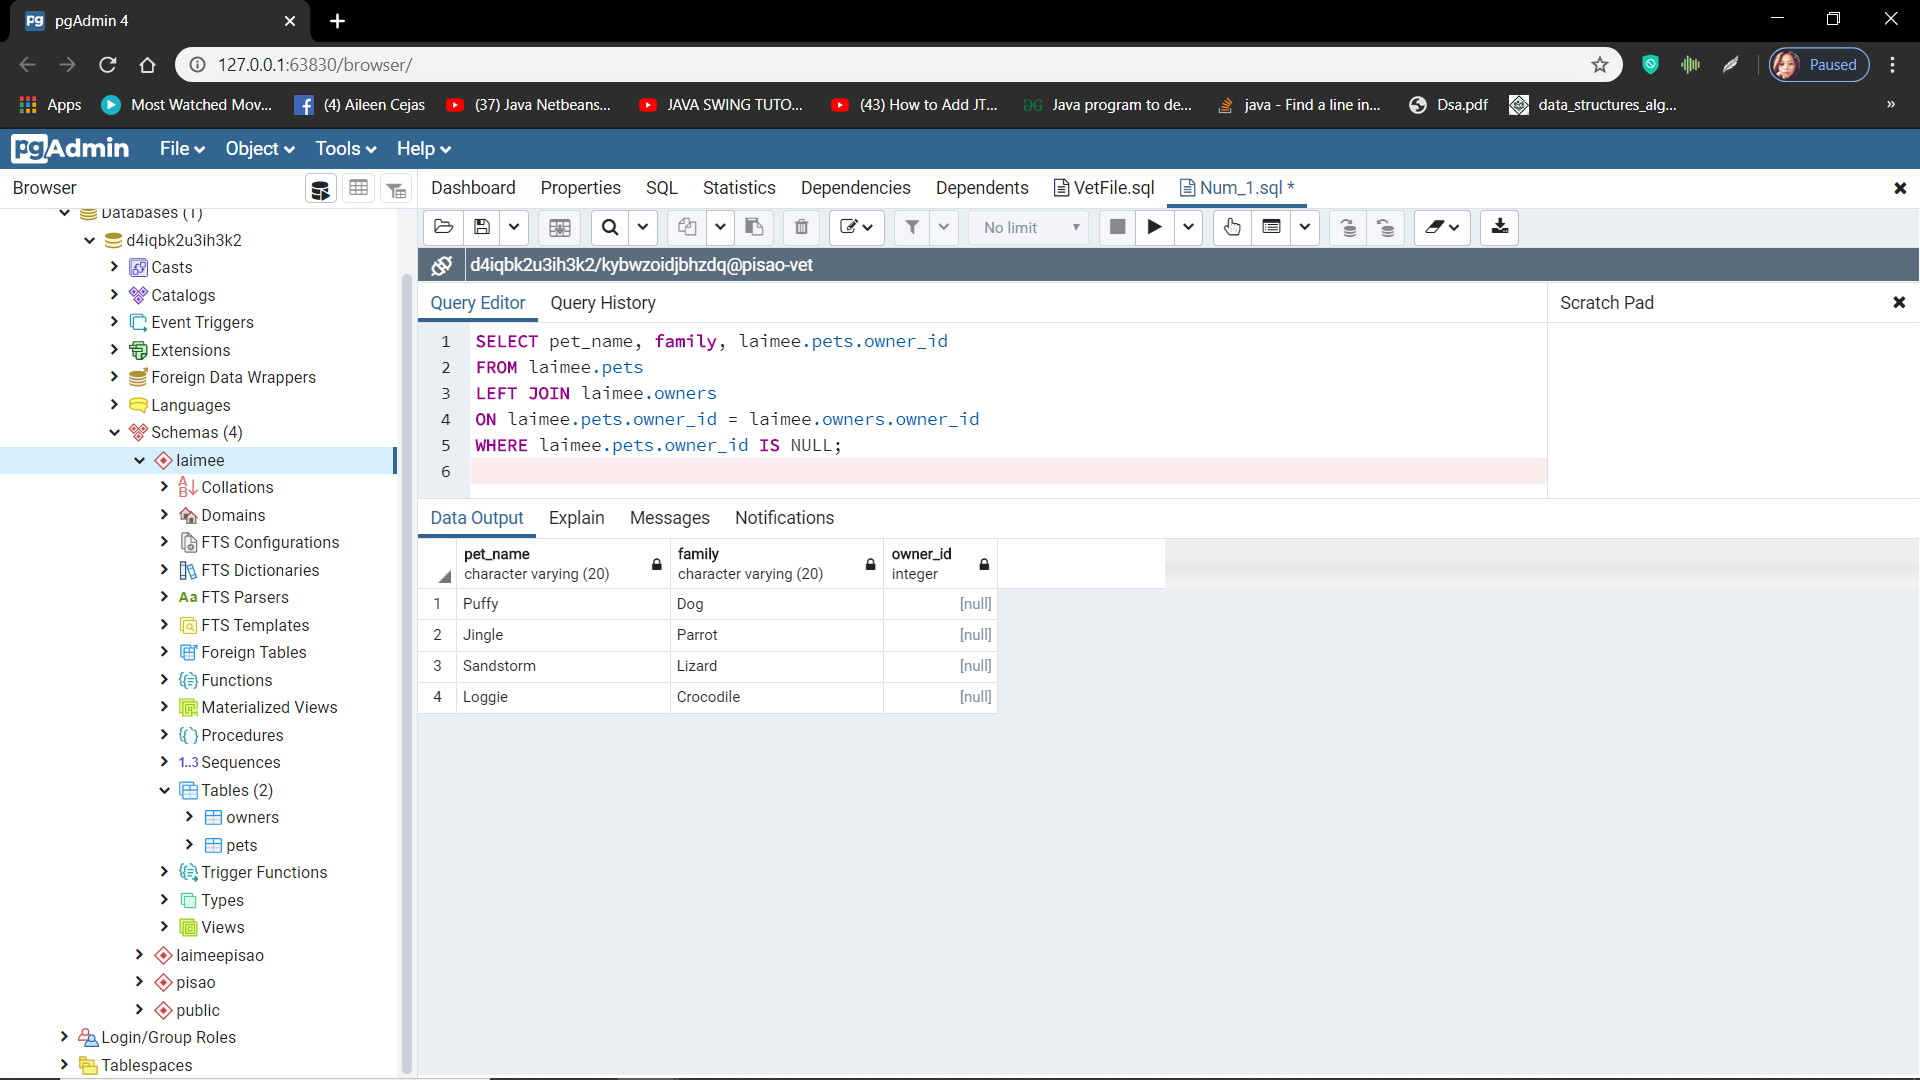 pgAdmin 4
127.0.0.1:63830/browser/
Paused
Apps
Most Watched Mov...
(4) Aileen Cejas
(37) Java Netbeans...
JAVA SWING TUTO...
(43) How to Add JT...
Java program to de...
java - Find a line in...
Dsa.pdf
data_structures_alg...
»
pgAdmin
File
Object
Tools
Help
Browser
Dashboard
Properties
SQL
Statistics
Dependencies
Dependents
VetFile.sql
Num_1.sql *
No limit
d4iqbk2u3ih3k2/kybwzoidjbhzdq@pisao-vet
Databases (1)
d4iqbk2u3ih3k2
Casts
Catalogs
Event Triggers
Extensions
Foreign Data Wrappers
Languages
Schemas (4)
laimee
Collations
Domains
FTS Configurations
FTS Dictionaries
Aa FTS Parsers
FTS Templates
Foreign Tables
Functions
Materialized Views
Procedures
1..3 Sequences
Tables (2)
owners
pets
Trigger Functions
Types
Views
laimeepisao
pisao
public
Login/Group Roles
Tablespaces
Query Editor
Query History
Scratch Pad
1 SELECT pet_name, family, laimee.pets.owner_id
2 FROM laimee.pets
3 LEFT JOIN laimee.owners
4 ON laimee.pets.owner_id = laimee.owners.owner_id
5 WHERE laimee.pets.owner_id IS NULL;
6
Data Output
Explain
Messages
Notifications
pet_name character varying (20)
family character varying (20)
owner_id integer
1 Puffy Dog [null]
2 Jingle Parrot [null]
3 Sandstorm Lizard [null]
4 Loggie Crocodile [null]